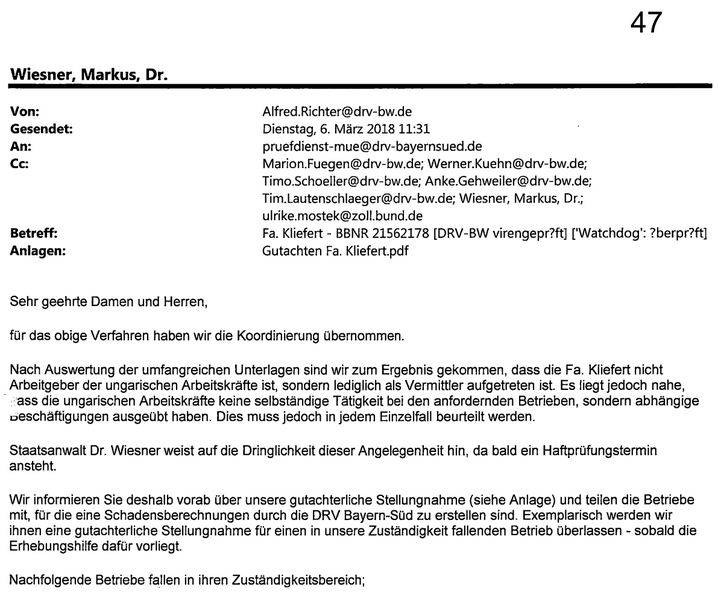 47
Wiesner, Markus, Dr.
Von: Alfred.Richter@drv-bw.de
Gesendet: Dienstag, 6. März 2018 11:31
An: pruefdienst-mue@drv-bayernsued.de
Cc: Marion.Fuegen@drv-bw.de; Werner.Kuehn@drv-bw.de;
Timo.Schoeller@drv-bw.de; Anke.Gehweiler@drv-bw.de;
Tim.Lautenschlaeger@drv-bw.de; Wiesner, Markus, Dr.;
ulrike.mostek@zoll.bund.de
Betreff: Fa. Kliefert - BBNR 21562178 [DRV-BW virengepr?ft] ['Watchdog': ?berpr?ft]
Anlagen: Gutachten Fa. Kliefert.pdf
Sehr geehrte Damen und Herren,
für das obige Verfahren haben wir die Koordinierung übernommen.
Nach Auswertung der umfangreichen Unterlagen sind wir zum Ergebnis gekommen, dass die Fa. Kliefert nicht
Arbeitgeber der ungarischen Arbeitskräfte ist, sondern lediglich als Vermittler aufgetreten ist. Es liegt jedoch nahe,
dass die ungarischen Arbeitskräfte keine selbständige Tätigkeit bei den anfordernden Betrieben, sondern abhängige
Beschäftigungen ausgeübt haben. Dies muss jedoch in jedem Einzelfall beurteilt werden.
Staatsanwalt Dr. Wiesner weist auf die Dringlichkeit dieser Angelegenheit hin, da bald ein Haftprüfungstermin
ansteht.
Wir informieren Sie deshalb vorab über unsere gutachterliche Stellungnahme (siehe Anlage) und teilen die Betriebe
mit, für die eine Schadensberechnungen durch die DRV Bayern-Süd zu erstellen sind. Exemplarisch werden wir
ihnen eine gutachterliche Stellungnahme für einen in unsere Zuständigkeit fallenden Betrieb überlassen - sobald die
Erhebungshilfe dafür vorliegt.
Nachfolgende Betriebe fallen in ihren Zuständigkeitsbereich;